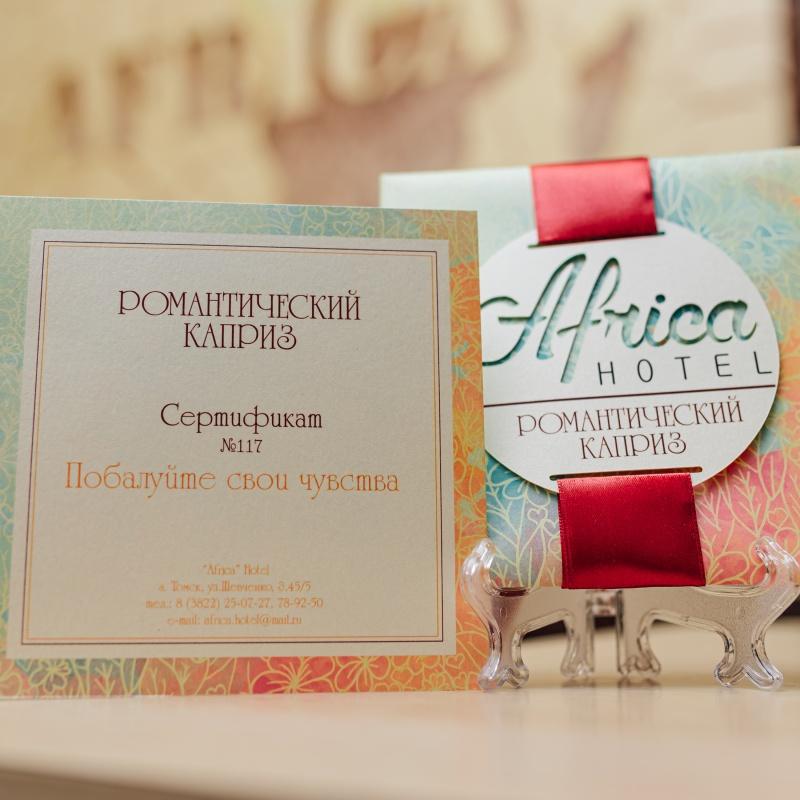 РОМАНТИЧЕСКИЙ
КАПРИЗ
Сертификат
№117
Побалуйте свои чувства
"Africa" Hotel
г. Томск, ул.Шевченко, д.45/5
тел.: 8 (3822) 25-07-27, 78-92-50
e-mail: africa.hotel@mail.ru
Africa
HOTEL
РОМАНТИЧЕСКИЙ
КАПРИЗ